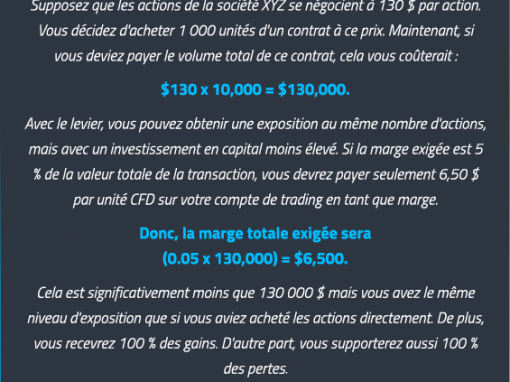 Supposez que les actions de la société XYZ se négocient à 130 $ par action.
Vous décidez d'acheter 1 000 unités d'un contrat à ce prix. Maintenant, si
vous deviez payer le volume total de ce contrat, cela vous coûterait :
$130 x 10,000 = $130,000.
Avec le levier, vous pouvez obtenir une exposition au même nombre d'actions,
mais avec un investissement en capital moins élevé. Si la marge exigée est 5
% de la valeur totale de la transaction, vous devrez payer seulement 6,50 $
par unité CFD sur votre compte de trading en tant que marge.
Donc, la marge totale exigée sera
(0.05 x 130,000) = $6,500.
Cela est significativement moins que 130 000 $ mais vous avez le même
niveau d'exposition que si vous aviez acheté les actions directement. De plus,
vous recevrez 100 % des gains. D'autre part, vous supporterez aussi 100 %
des pertes.